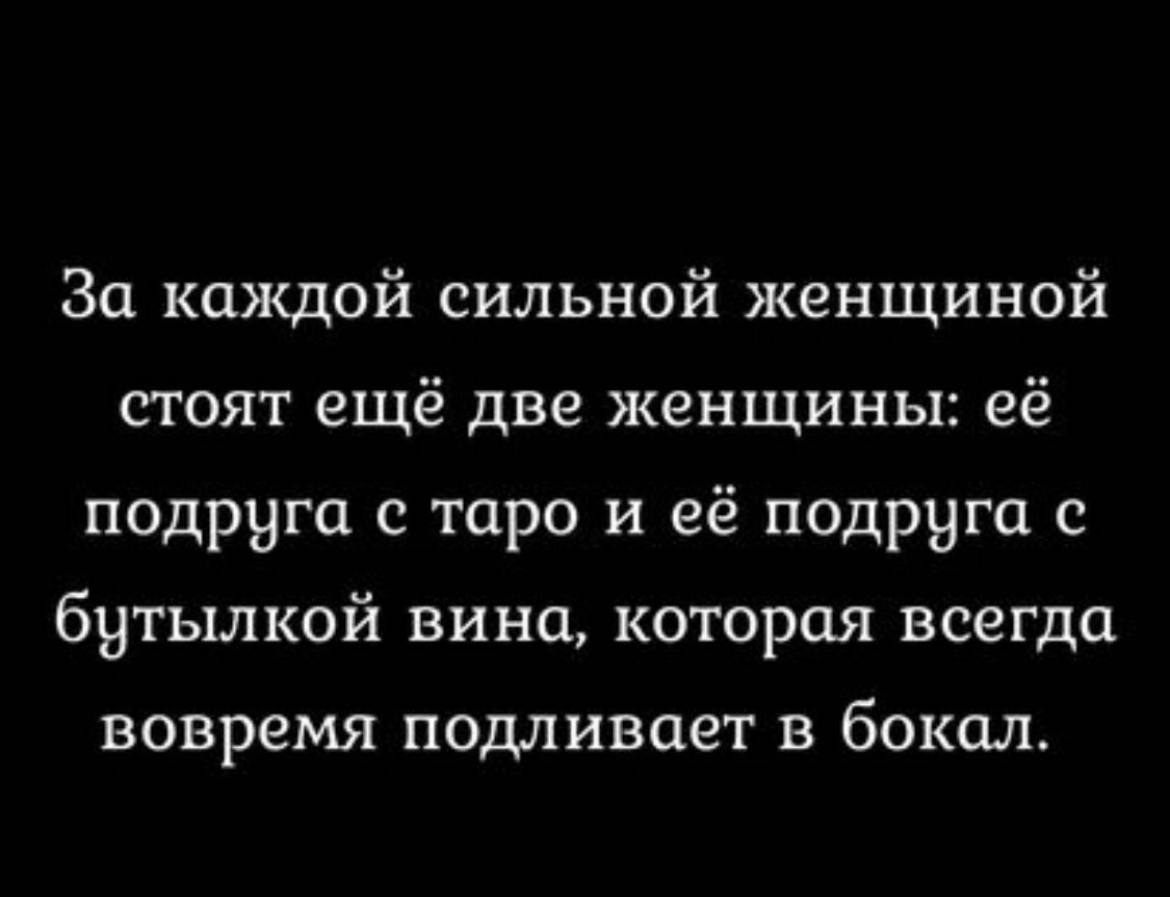 За каждой сильной женщиной
стоят ещё две женщины: её
подруга с таро и её подруга с
бутылкой вина, которая всегда
вовремя подливает в бокал.